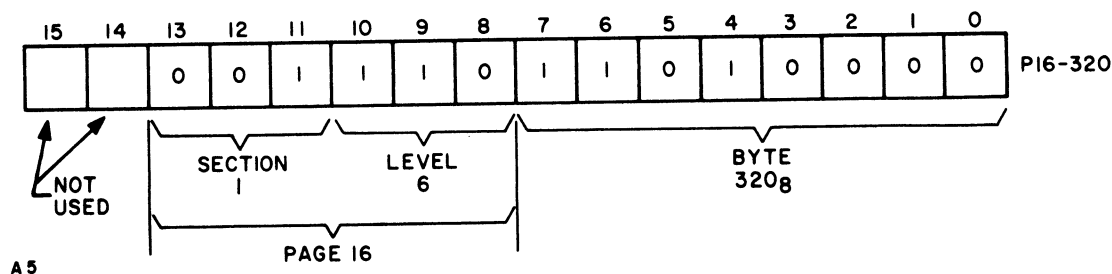 15 14 13 12 11 10 9 8 7 6 5 4 3 2 1 0
0 0 1 1 1 0 1 1 0 1 0 0 0 0 P16-320
SECTION
1
LEVEL
6
BYTE
320₈
NOT
USED
PAGE 16
A5